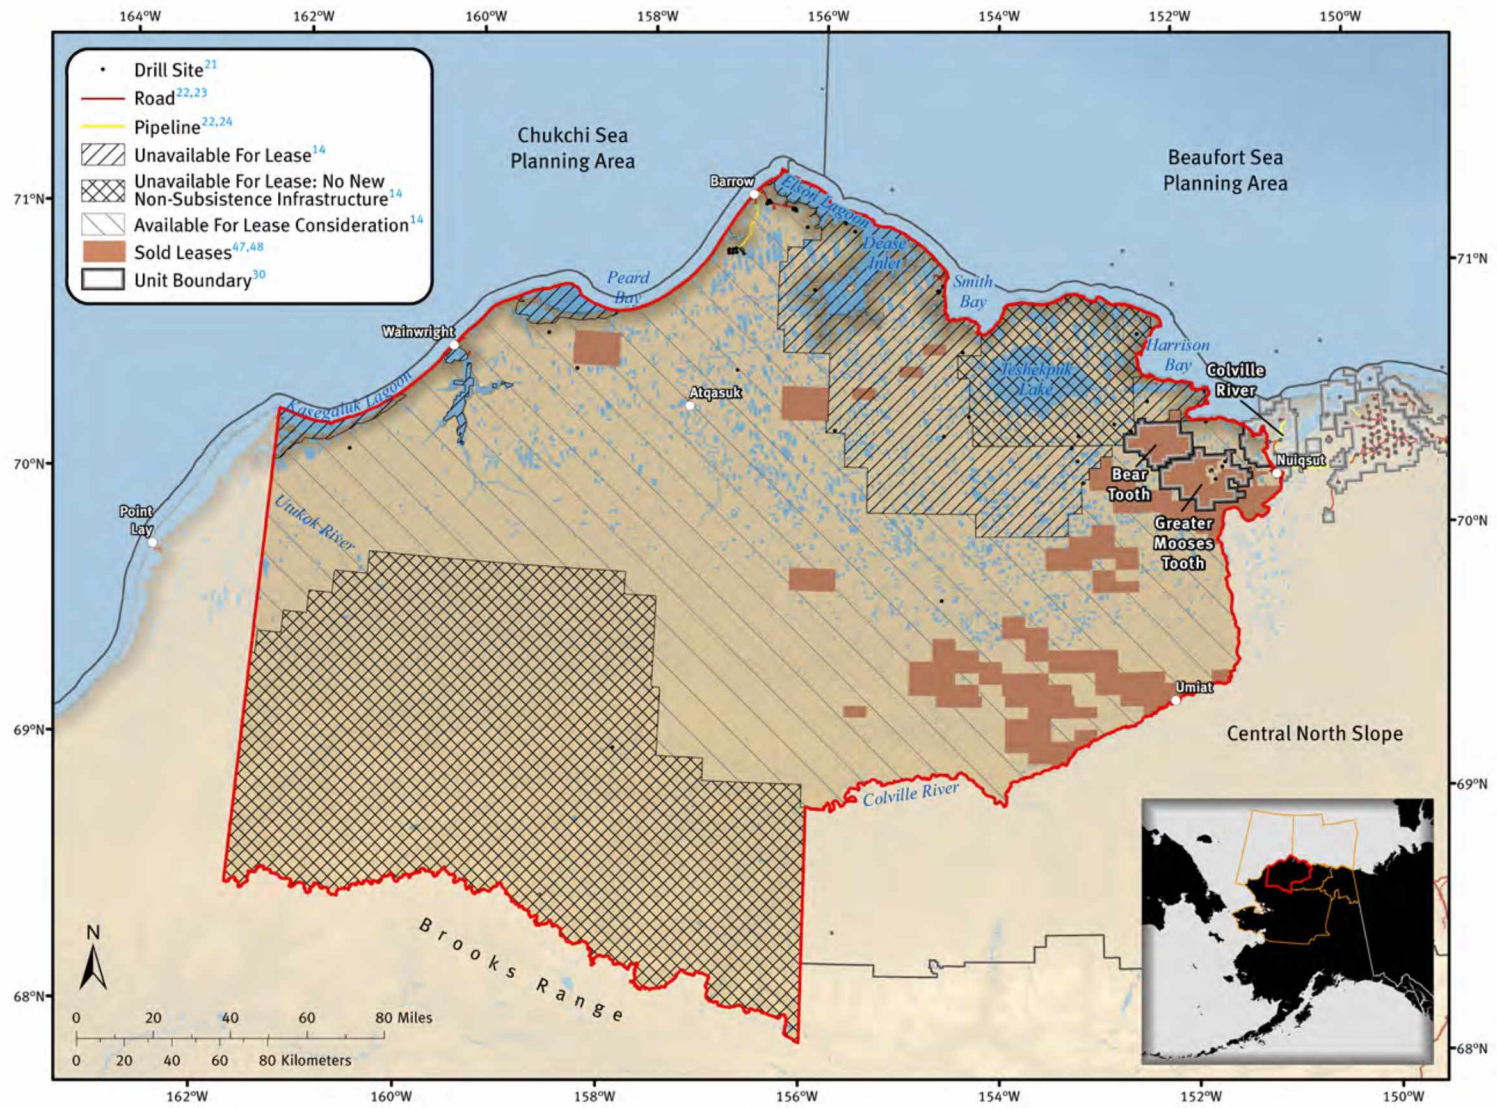 164°W
162°W
160°W
158°W
156°W
154°W
152°W
150°W
Drill Site21
Road22,23
Pipeline22,24
Unavailable For Lease14
Unavailable For Lease: No New
Non-Subsistence Infrastructure14
Available For Lease Consideration14
Sold Leases47,48
Unit Boundary30
Chukchi Sea
Planning Area
Beaufort Sea
Planning Area
71°N
71°N
Barrow
Elson Lagoon
Dease
Inlet
Smith
Bay
Peard
Bay
Wainwright
Harrison
Bay
Colville
River
Teshekpuk
Lake
Atqasuk
Kasegaluk Lagoon
70°N
70°N
Nuiqsut
Bear
Tooth
Greater
Mooses
Tooth
Point
Lay
Utukok River
Umiat
69°N
69°N
Central North Slope
Colville River
Brooks Range
N
68°N
68°N
0 20 40 60 80 Miles
0 20 40 60 80 Kilometers
162°W
160°W
158°W
156°W
154°W
152°W
150°W